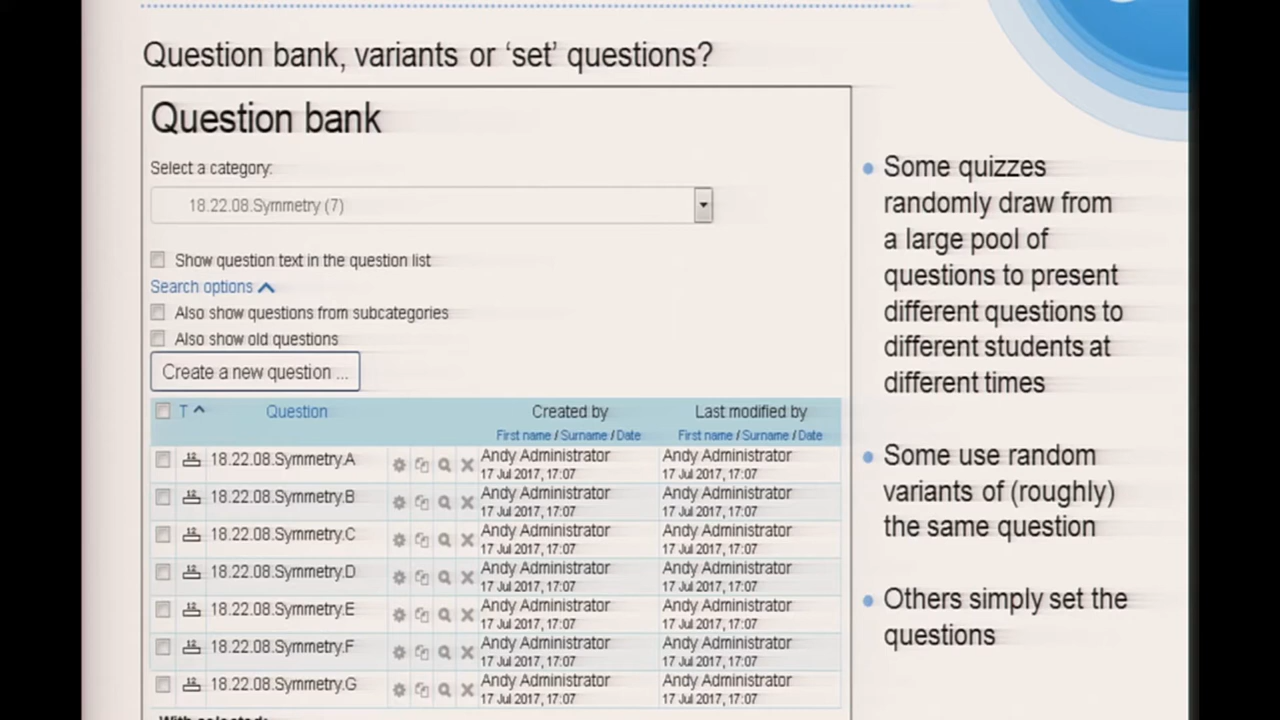 Question bank, variants or ‘set’ questions?
Question bank
Select a category:
18.22.08.Symmetry (7)
Show question text in the question list
Search options
Also show questions from subcategories
Also show old questions
Create a new question ...
T Question Created by Last modified by
First name / Surname / Date First name / Surname / Date
18.22.08.Symmetry.A Andy Administrator Andy Administrator
17 Jul 2017, 17:07 17 Jul 2017, 17:07
18.22.08.Symmetry.B Andy Administrator Andy Administrator
17 Jul 2017, 17:07 17 Jul 2017, 17:07
18.22.08.Symmetry.C Andy Administrator Andy Administrator
17 Jul 2017, 17:07 17 Jul 2017, 17:07
18.22.08.Symmetry.D Andy Administrator Andy Administrator
17 Jul 2017, 17:07 17 Jul 2017, 17:07
18.22.08.Symmetry.E Andy Administrator Andy Administrator
17 Jul 2017, 17:07 17 Jul 2017, 17:07
18.22.08.Symmetry.F Andy Administrator Andy Administrator
17 Jul 2017, 17:07 17 Jul 2017, 17:07
18.22.08.Symmetry.G Andy Administrator Andy Administrator
17 Jul 2017, 17:07 17 Jul 2017, 17:07
With selected:
Some quizzes
randomly draw from
a large pool of
questions to present
different questions to
different students at
different times
Some use random
variants of (roughly)
the same question
Others simply set the
questions